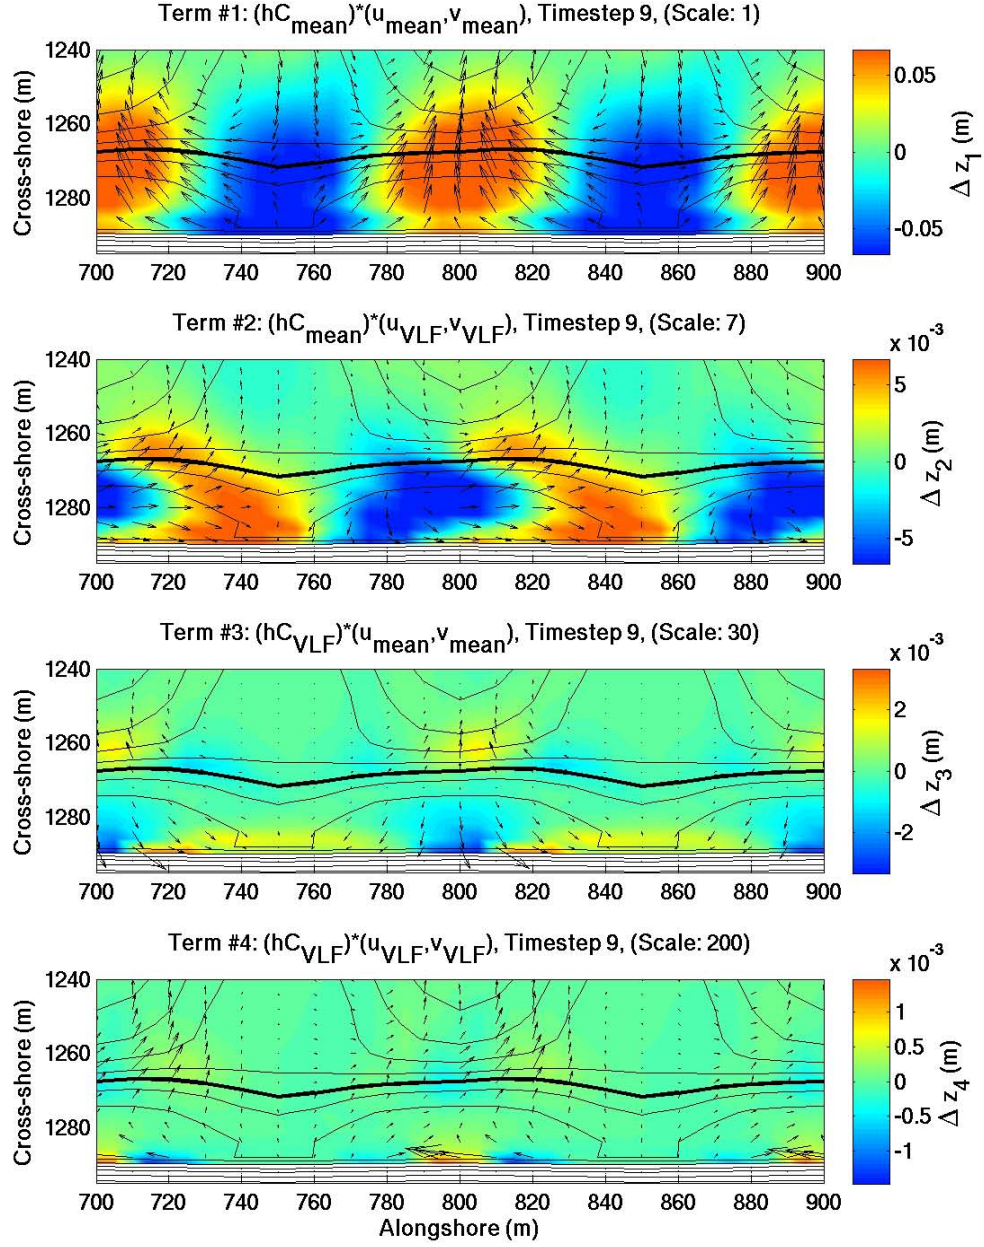 Term #1: (hC_mean)*(u_mean,v_mean), Timestep 9, (Scale: 1)
1240
1260
1280
Cross-shore (m)
700 720 740 760 780 800 820 840 860 880 900
0.05
0
-0.05
Δ z_1 (m)
Term #2: (hC_mean)*(u_VLF,v_VLF), Timestep 9, (Scale: 7)
x 10^-3
1240
1260
1280
Cross-shore (m)
700 720 740 760 780 800 820 840 860 880 900
5
0
-5
Δ z_2 (m)
Term #3: (hC_VLF)*(u_mean,v_mean), Timestep 9, (Scale: 30)
x 10^-3
1240
1260
1280
Cross-shore (m)
700 720 740 760 780 800 820 840 860 880 900
2
0
-2
Δ z_3 (m)
Term #4: (hC_VLF)*(u_VLF,v_VLF), Timestep 9, (Scale: 200)
x 10^-3
1240
1260
1280
Cross-shore (m)
700 720 740 760 780 800 820 840 860 880 900
Alongshore (m)
1
0.5
0
-0.5
-1
Δ z_4 (m)